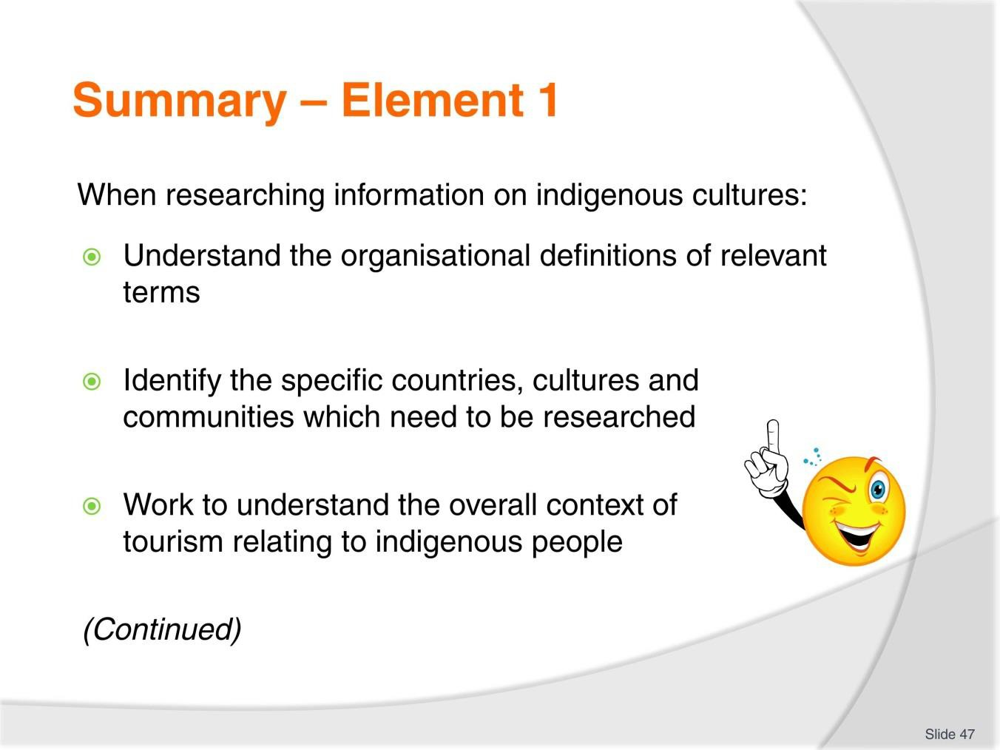 Summary – Element 1
When researching information on indigenous cultures:
Understand the organisational definitions of relevant
terms
Identify the specific countries, cultures and
communities which need to be researched
Work to understand the overall context of
tourism relating to indigenous people
(Continued)
Slide 47